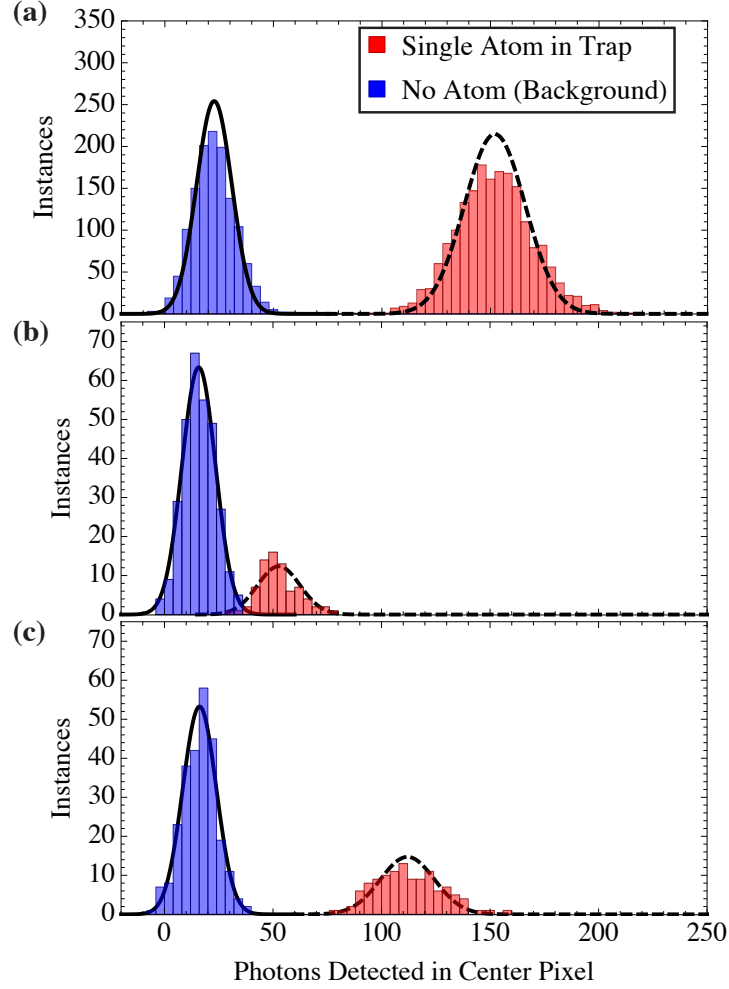 (a)
350
300
250
200
150
100
50
0
Instances
Single Atom in Trap
No Atom (Background)
(b)
70
60
50
40
30
20
10
0
Instances
(c)
70
60
50
40
30
20
10
0
Instances
0 50 100 150 200 250
Photons Detected in Center Pixel